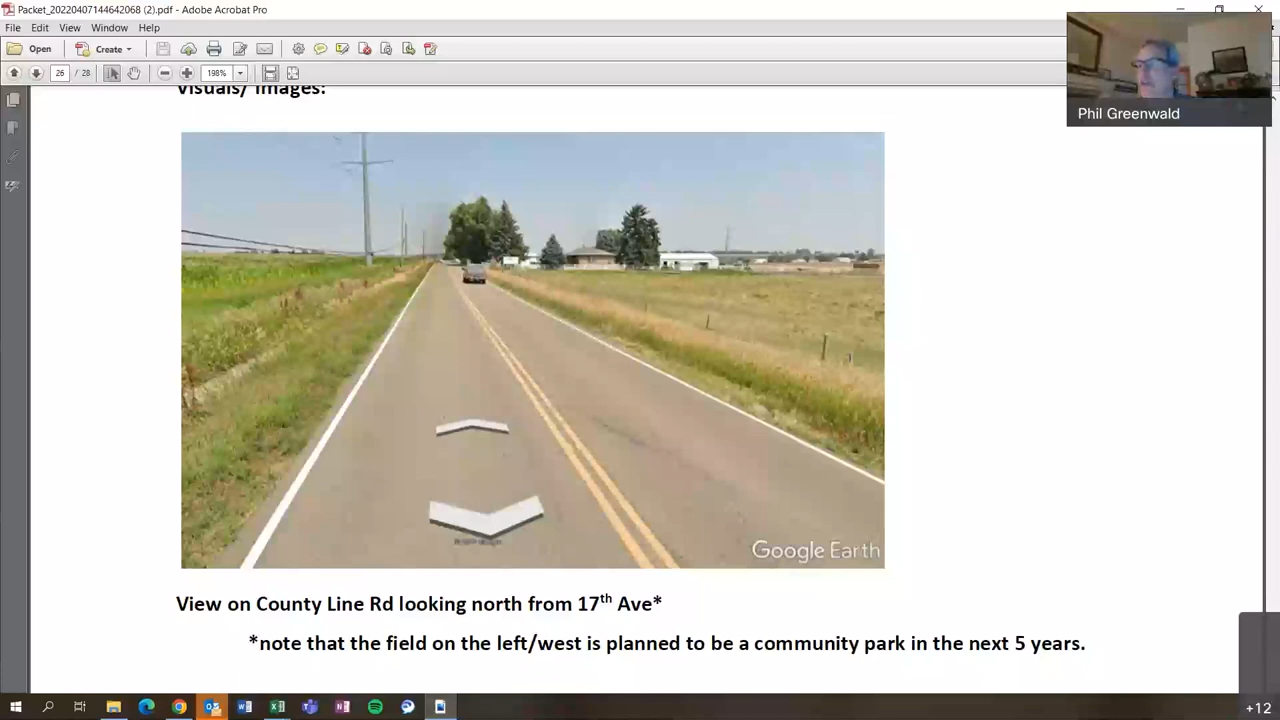 Packet_20220407144642068 (2).pdf - Adobe Acrobat Pro
File Edit View Window Help
Open Create
26 / 28 198%
Visuals/ Images:
Phil Greenwald
Google Earth
View on County Line Rd looking north from 17th Ave*
*note that the field on the left/west is planned to be a community park in the next 5 years.
+12